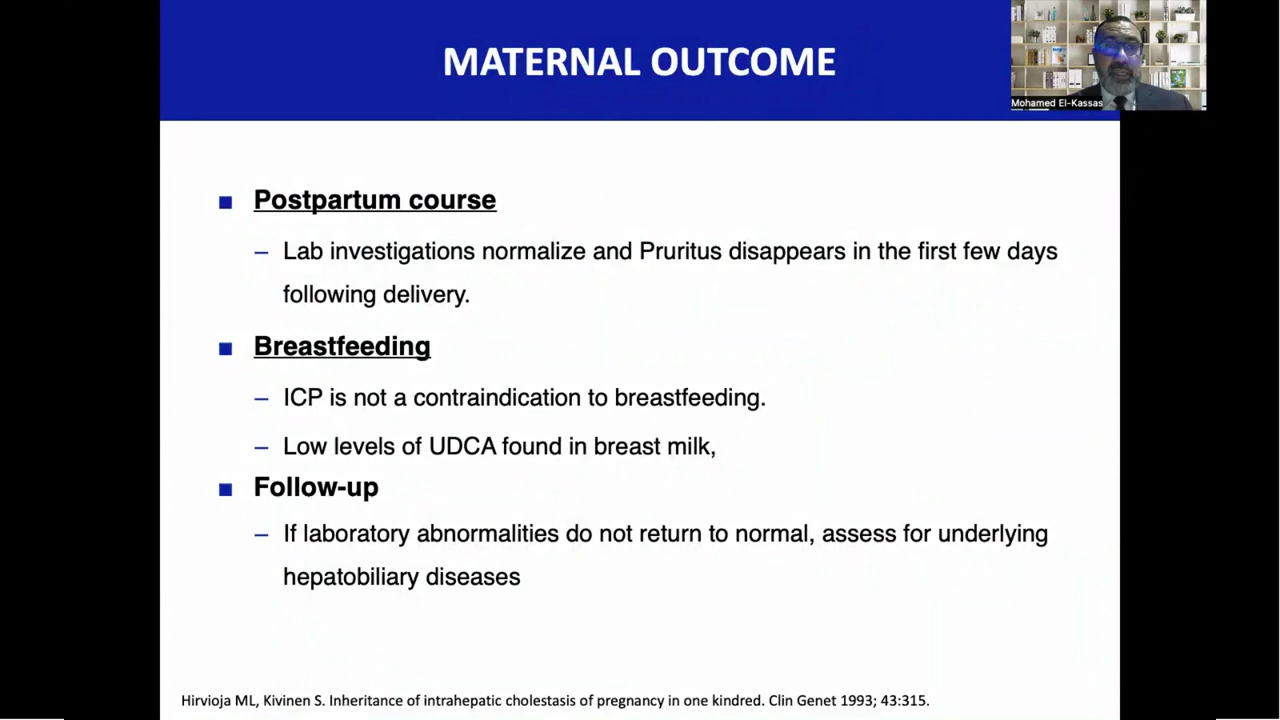 MATERNAL OUTCOME
Mohamed El-Kassas
■ Postpartum course
– Lab investigations normalize and Pruritus disappears in the first few days
following delivery.
■ Breastfeeding
– ICP is not a contraindication to breastfeeding.
– Low levels of UDCA found in breast milk,
■ Follow-up
– If laboratory abnormalities do not return to normal, assess for underlying
hepatobiliary diseases
Hirvioja ML, Kivinen S. Inheritance of intrahepatic cholestasis of pregnancy in one kindred. Clin Genet 1993; 43:315.